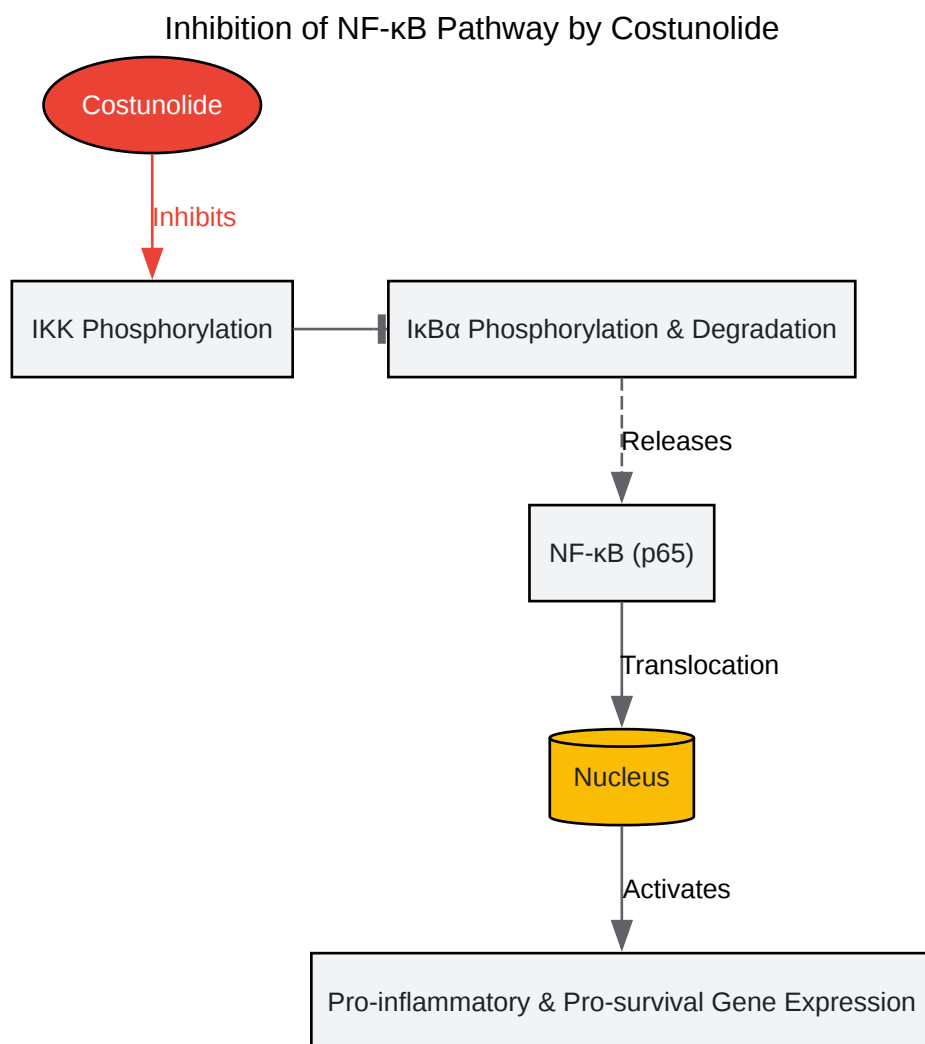 Inhibition of NF-κB Pathway by Costunolide
Costunolide
Inhibits
IKK Phosphorylation
IκBα Phosphorylation & Degradation
Releases
NF-κB (p65)
Translocation
Nucleus
Activates
Pro-inflammatory & Pro-survival Gene Expression